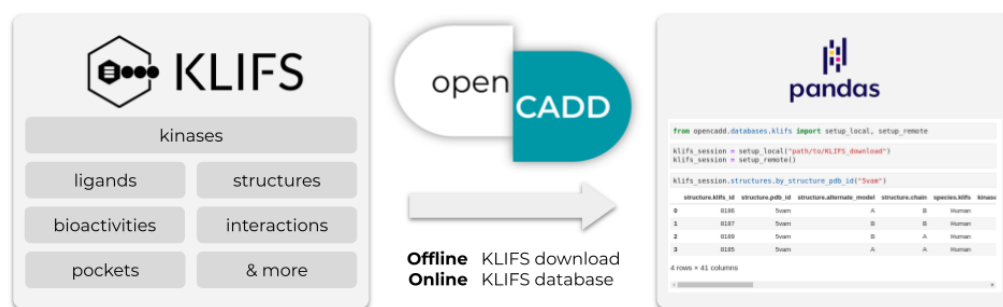 KLIFS
kinases
ligands
structures
bioactivities
interactions
pockets
& more
open
CADD
Offline KLIFS download
Online KLIFS database
pandas
from opencadd.databases.klifs import setup_local, setup_remote
klifs_session = setup_local("path/to/KLIFS_download")
klifs_session = setup_remote()
klifs_session.structures.by_structure_pdb_id("5vam")
structure.klifs_id structure.pdb_id structure.alternate_model structure.chain species.klifs kinase
0 8186 5vam A B Human
1 8187 5vam B B Human
2 8189 5vam B A Human
3 8185 5vam A A Human
4 rows × 41 columns